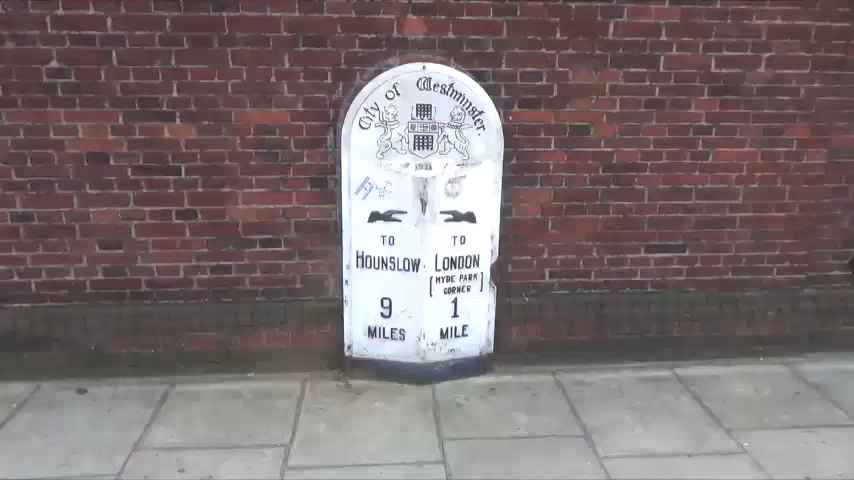 City of Westminster.
TO
HOUNSLOW
9
MILES
TO
LONDON
[HYDE PARK
CORNER]
1
MILE